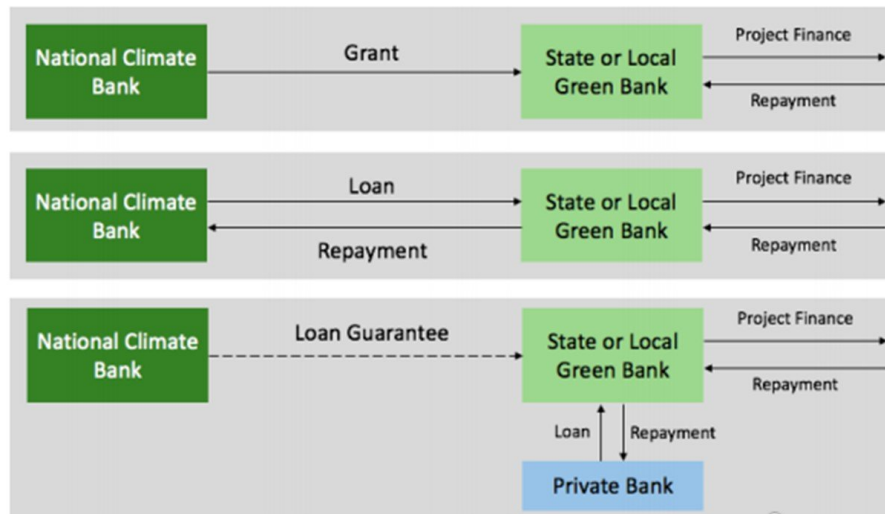 National Climate
Bank
Grant
State or Local
Green Bank
Project Finance
Repayment
National Climate
Bank
Loan
Repayment
State or Local
Green Bank
Project Finance
Repayment
National Climate
Bank
Loan Guarantee
State or Local
Green Bank
Project Finance
Repayment
Loan
Repayment
Private Bank